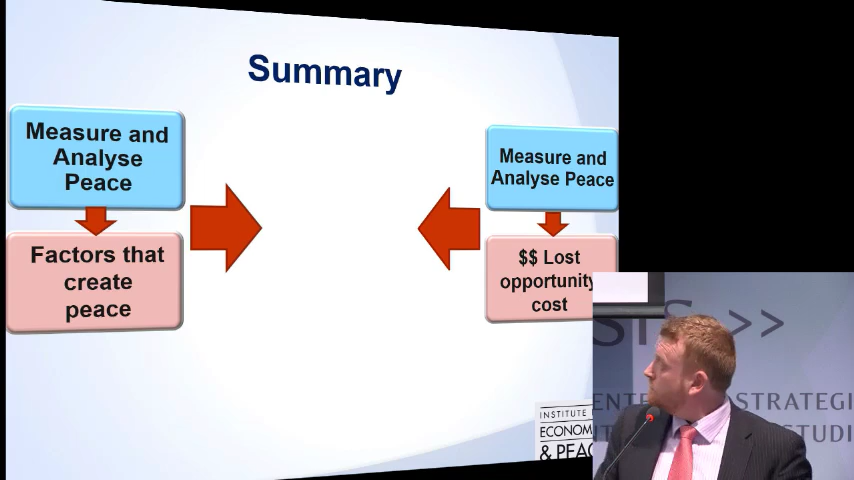 Summary
Measure and
Analyse
Peace
Factors that
create
peace
Measure and
Analyse Peace
$$ Lost
opportunity
cost
INSTITUTE
ECONOM
& PEAC
SIS >>
ENTE
STRATEGI
STUDI